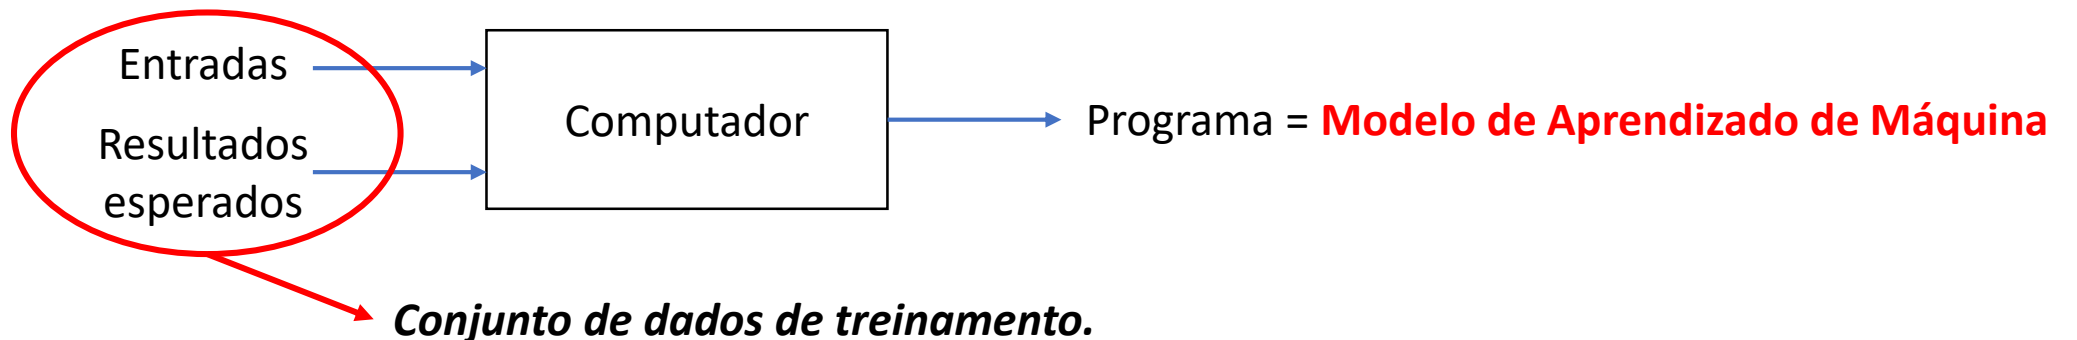 Entradas
Resultados
esperados
Computador
Programa = Modelo de Aprendizado de Máquina
Conjunto de dados de treinamento.